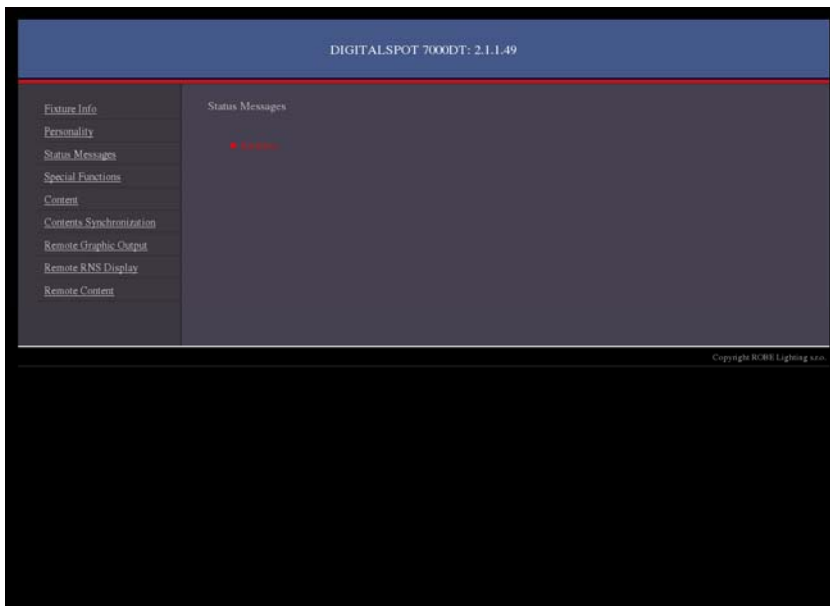 DIGITALSPOT 7000DT: 2.1.1.49
Fixture Info
Personality
Status Messages
Special Functions
Content
Contents Synchronization
Remote Graphic Output
Remote RNS Display
Remote Content
Status Messages
Copyright ROBE Lighting s.r.o.